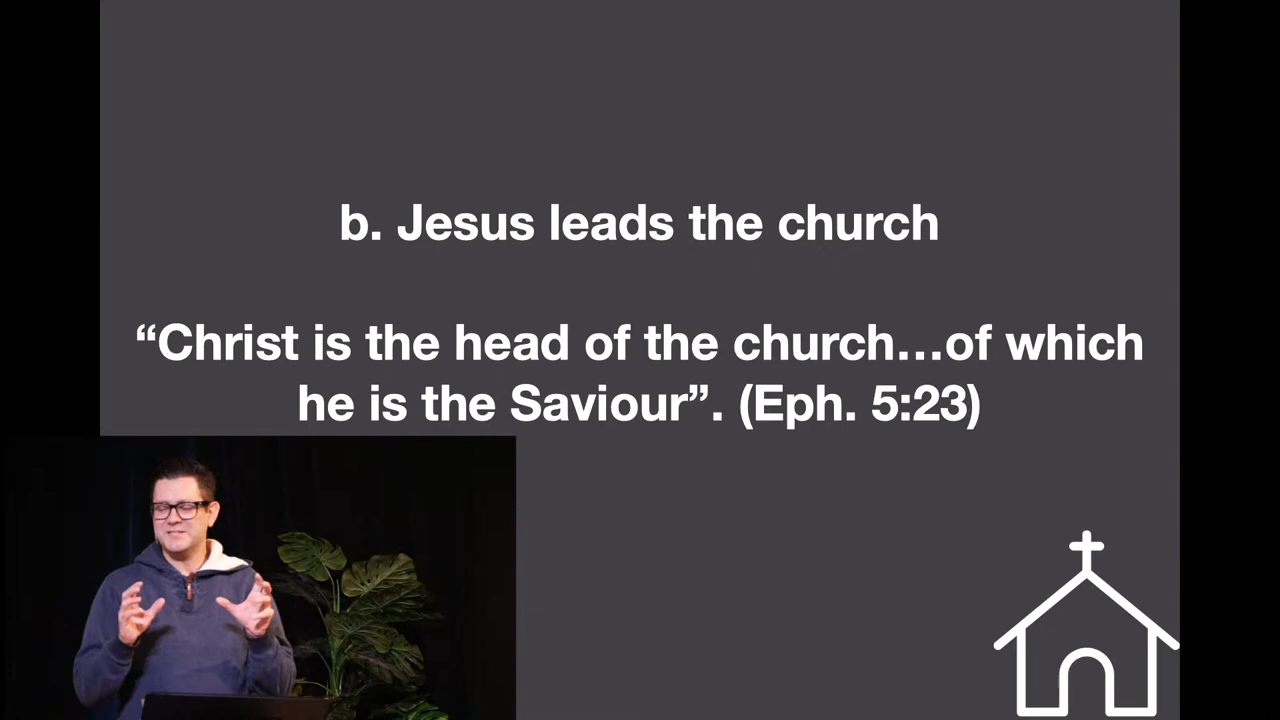 b. Jesus leads the church
“Christ is the head of the church…of which
he is the Saviour”. (Eph. 5:23)